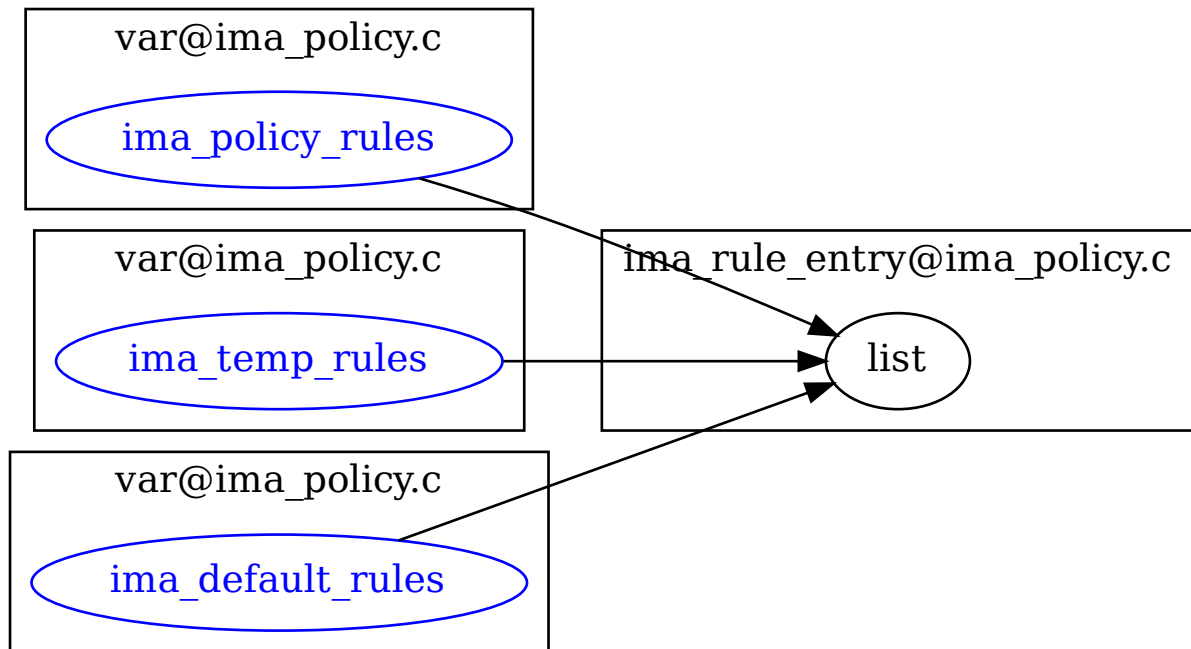 var@ima_policy.c
ima_policy_rules
var@ima_policy.c
ima_temp_rules
var@ima_policy.c
ima_default_rules
ima_rule_entry@ima_policy.c
list